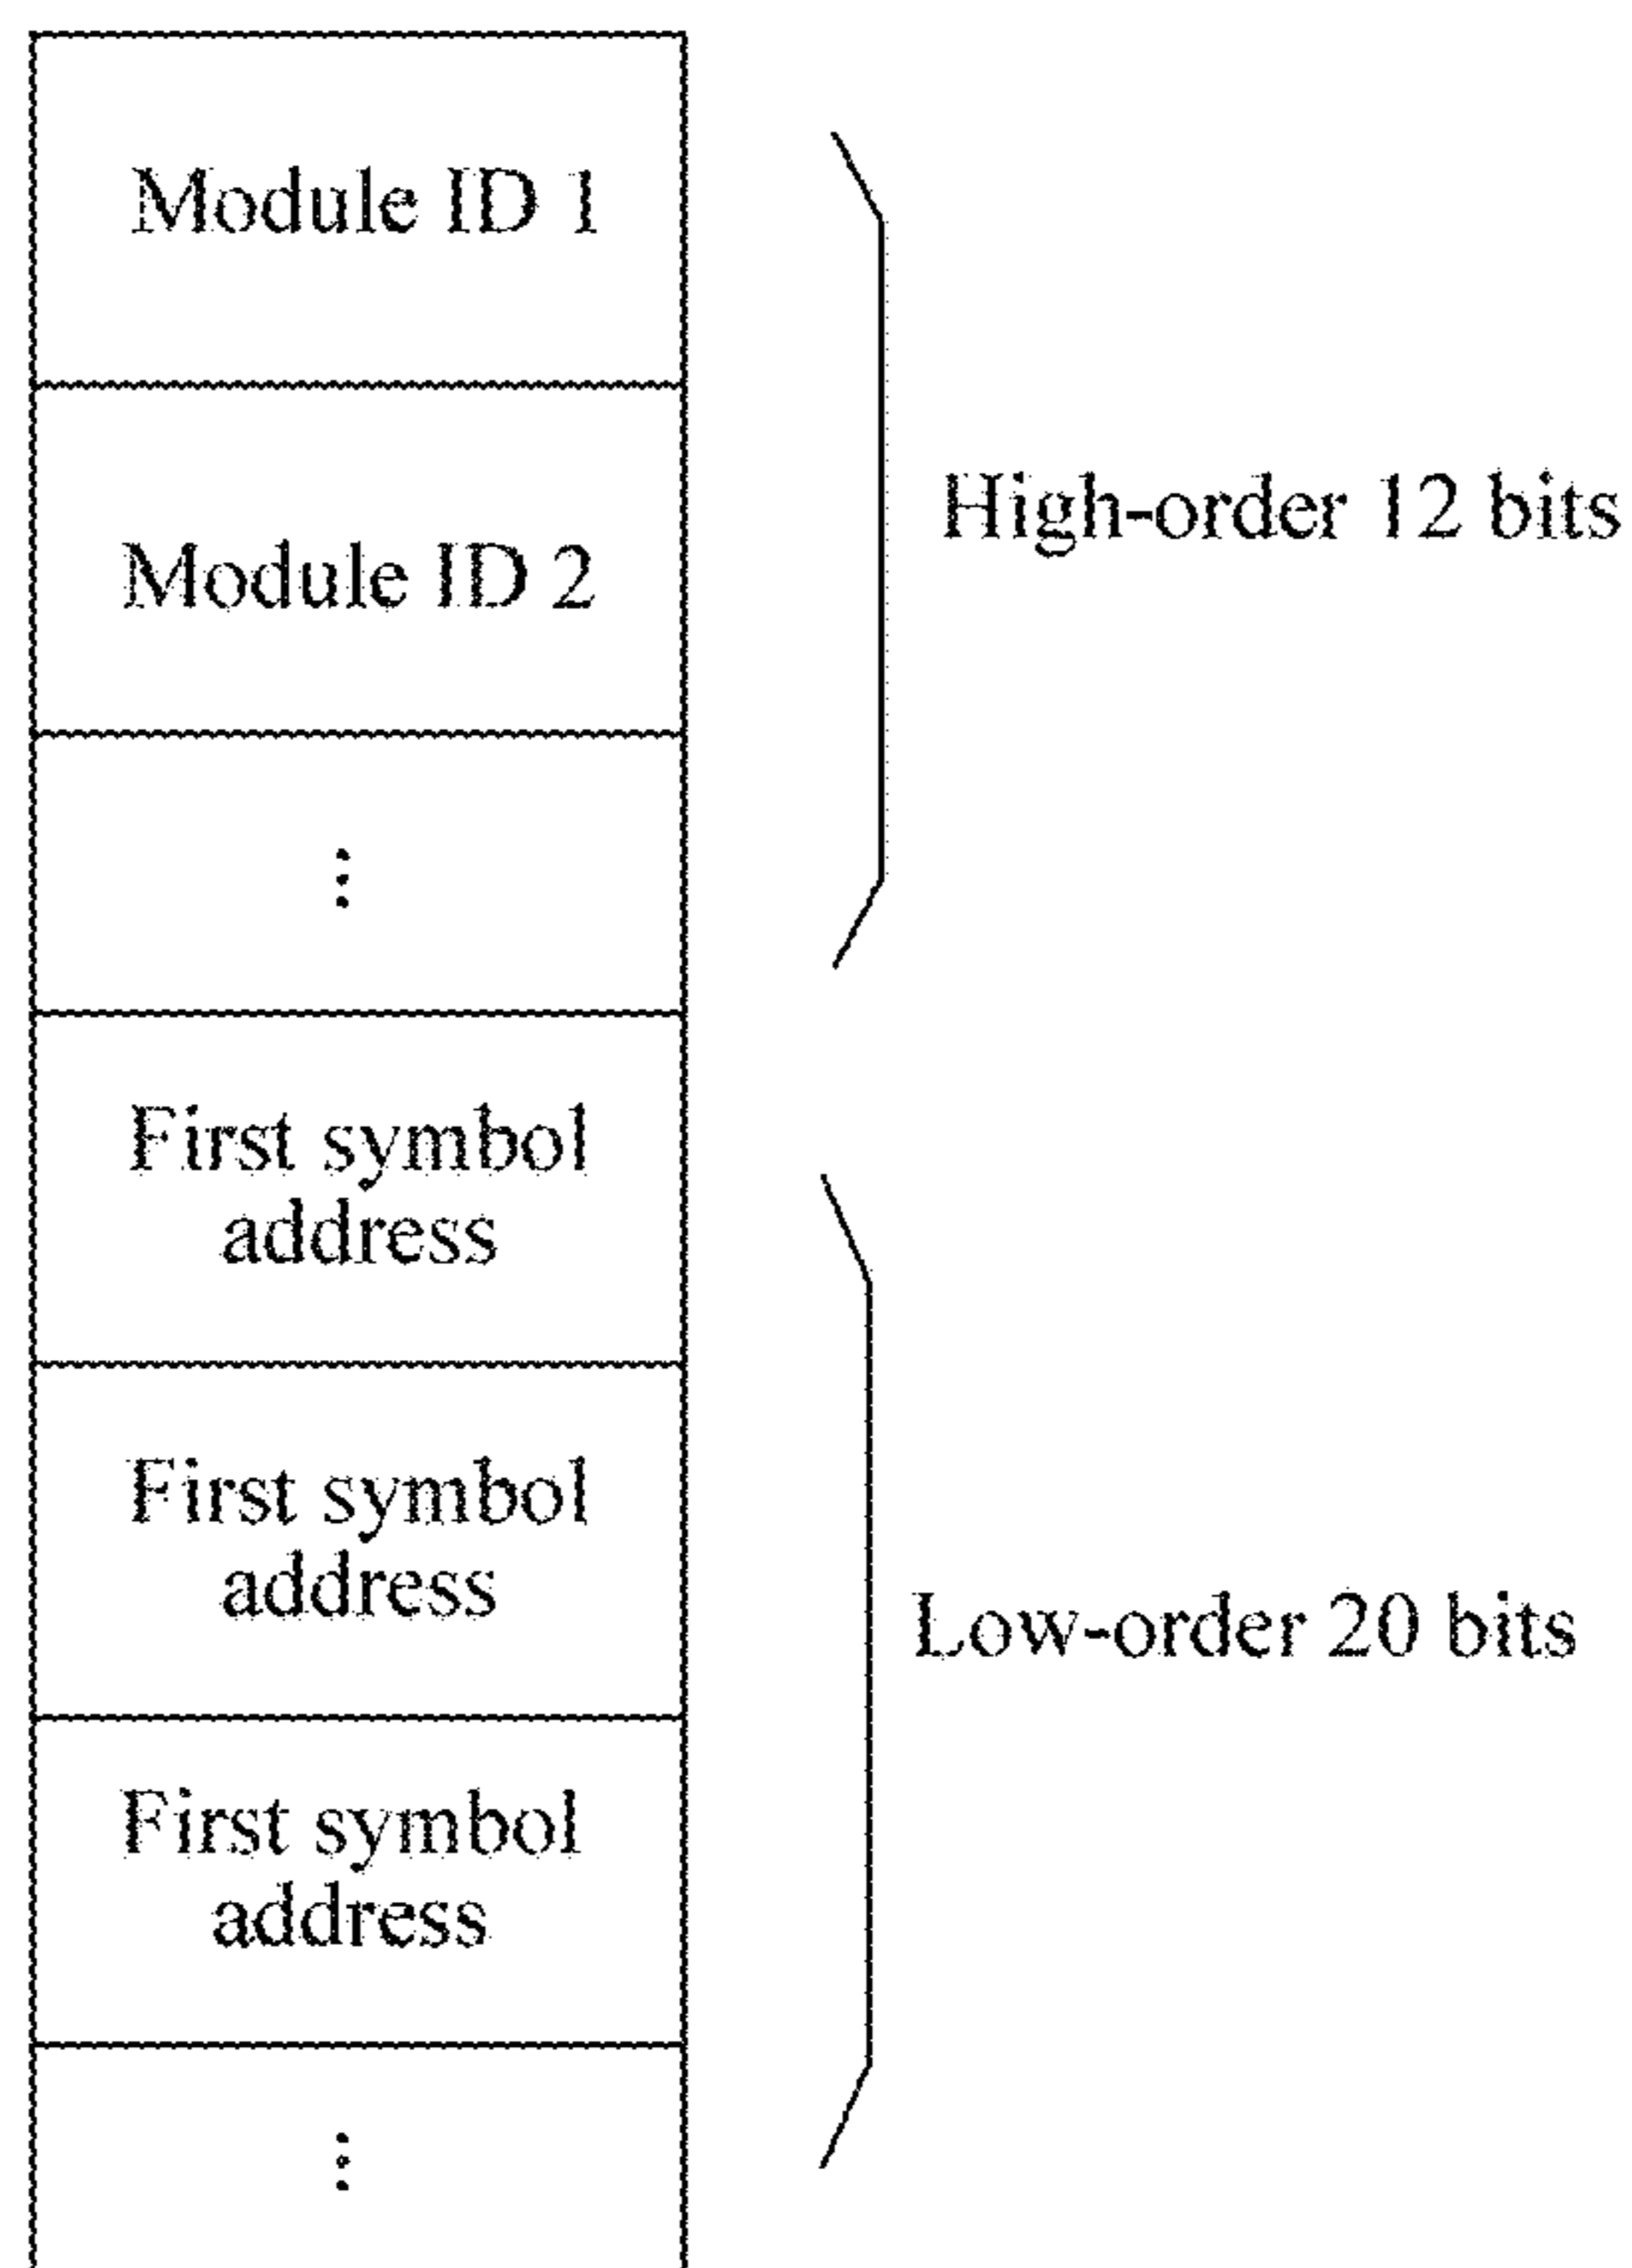 Module ID 1
Module ID 2
High-order 12 bits
⋮
First symbol
address
First symbol
address
Low-order 20 bits
First symbol
address
⋮